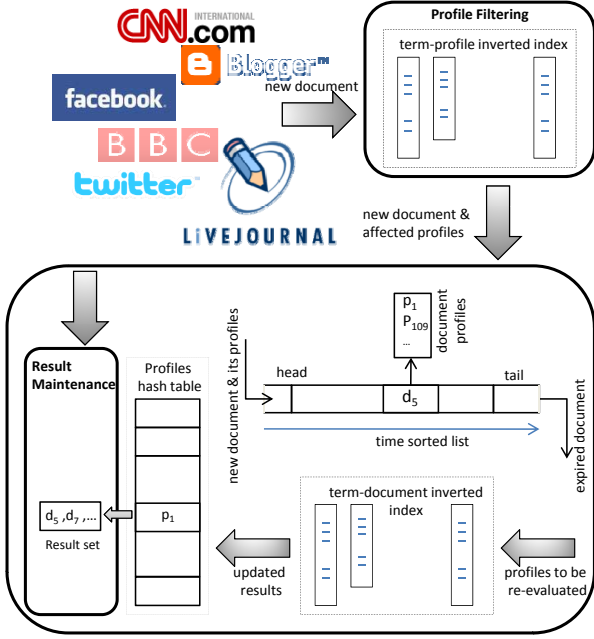 CNN INTERNATIONAL
.com
Blogger™
facebook.
BBC
twitter™
LIVEJOURNAL
new document
Profile Filtering
term-profile inverted index
new document &
affected profiles
Result
Maintenance
Profiles
hash table
new document & its profiles
head
p1
P109
...
document
profiles
d5
tail
time sorted list
expired document
term-document inverted
index
d5 ,d7 ,...
p1
Result set
updated
results
profiles to be
re-evaluated